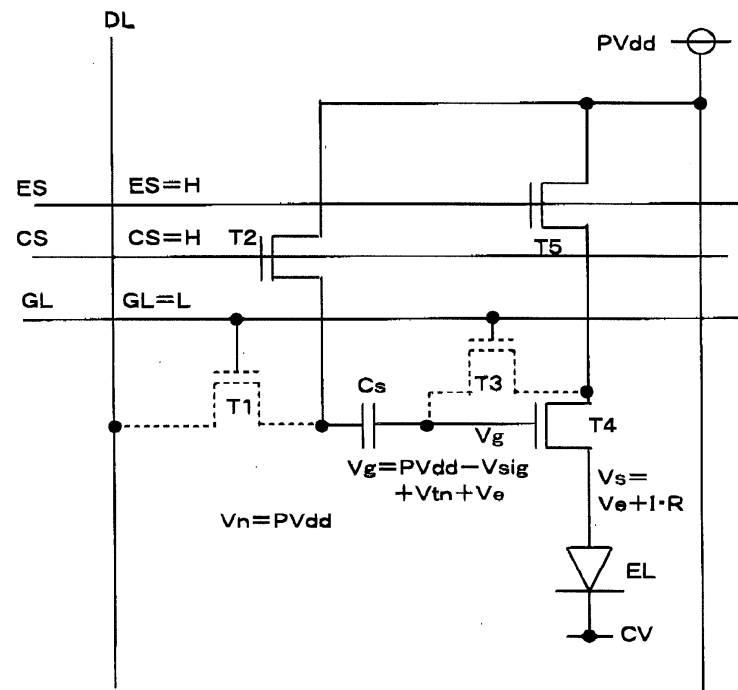 DL
PVdd
ES ES=H
CS CS=H T2
T5
GL GL=L
Cs T3
T1
T4
Vg
Vg=PVdd−Vsig
+Vtn+Ve
Vs=
Ve+I·R
Vn=PVdd
EL
CV